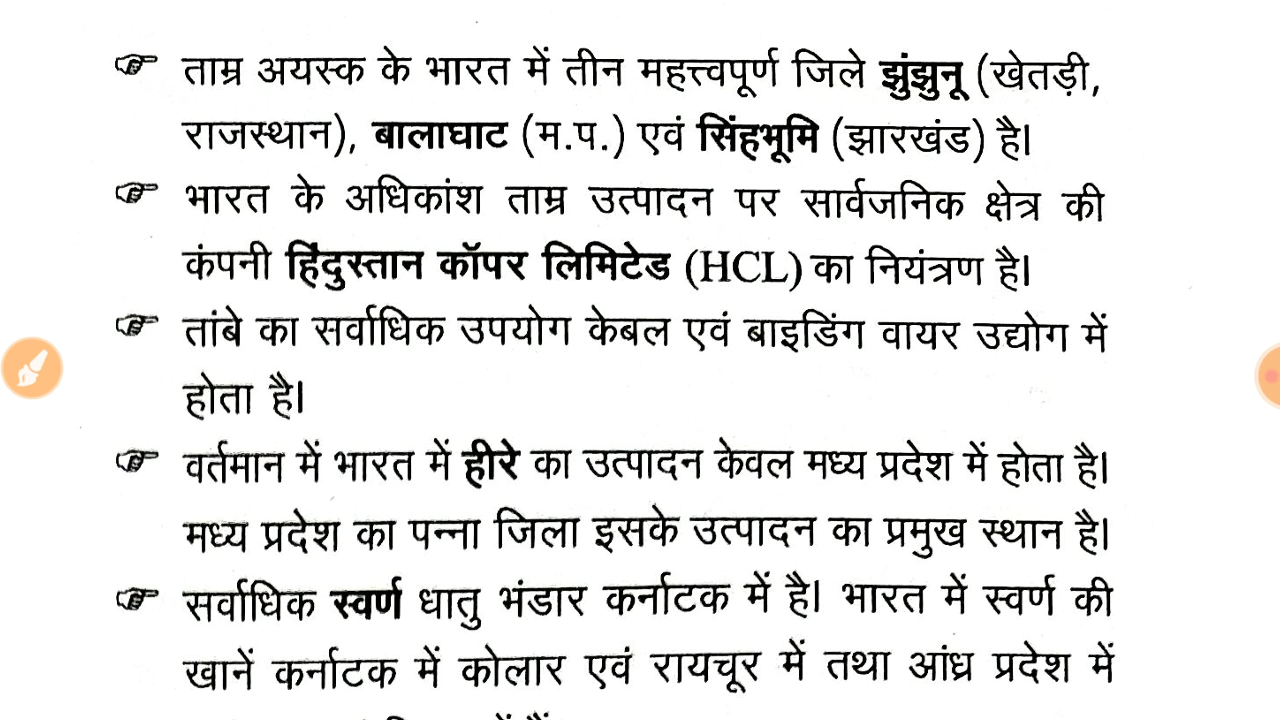 ताम्र अयस्क के भारत में तीन महत्त्वपूर्ण जिले झुंझुनू (खेतड़ी,
राजस्थान), बालाघाट (म.प.) एवं सिंहभूमि (झारखंड) है।
भारत के अधिकांश ताम्र उत्पादन पर सार्वजनिक क्षेत्र की
कंपनी हिंदुस्तान कॉपर लिमिटेड (HCL) का नियंत्रण है।
तांबे का सर्वाधिक उपयोग केबल एवं बाइडिंग वायर उद्योग में
होता है।
वर्तमान में भारत में हीरे का उत्पादन केवल मध्य प्रदेश में होता है।
मध्य प्रदेश का पन्ना जिला इसके उत्पादन का प्रमुख स्थान है।
सर्वाधिक स्वर्ण धातु भंडार कर्नाटक में है। भारत में स्वर्ण की
खानें कर्नाटक में कोलार एवं रायचूर में तथा आंध्र प्रदेश में